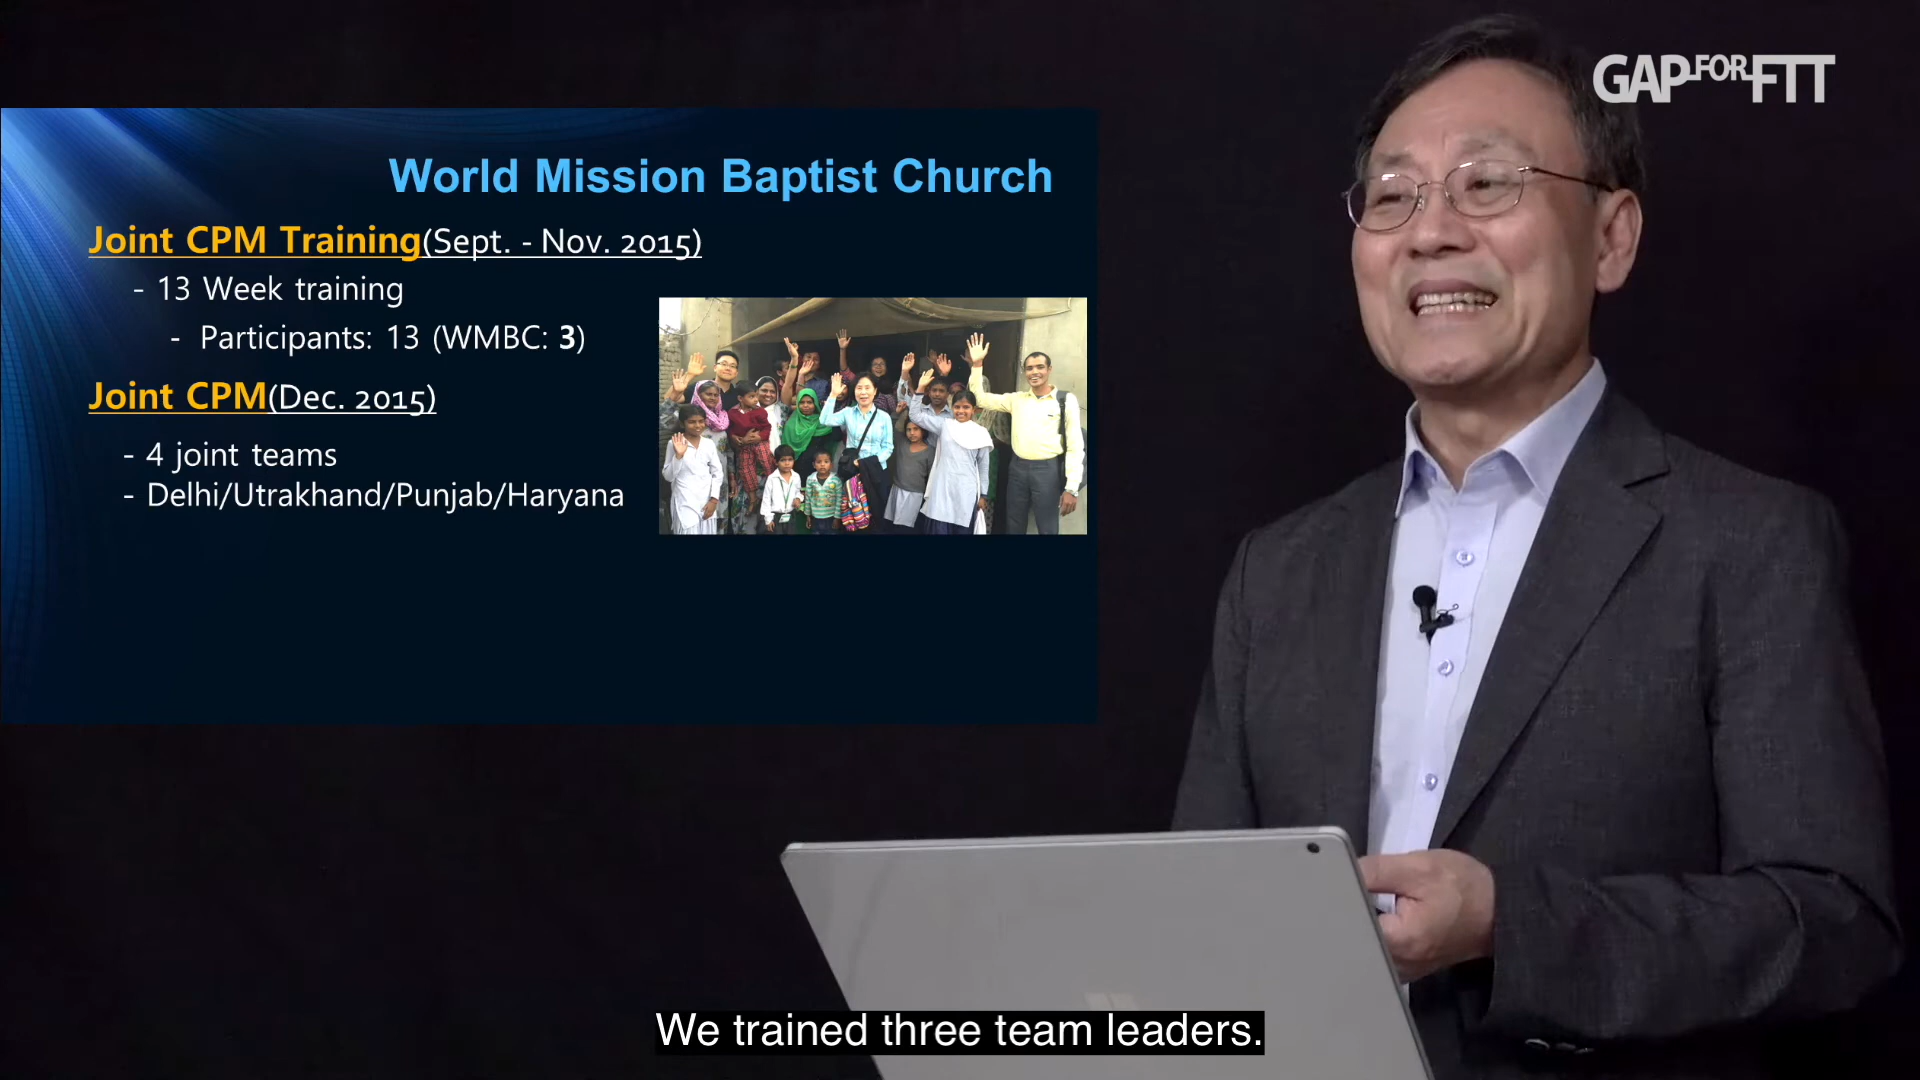 GAP FOR FTT
World Mission Baptist Church
Joint CPM Training(Sept. - Nov. 2015)
- 13 Week training
- Participants: 13 (WMBC: 3)
Joint CPM(Dec. 2015)
- 4 joint teams
- Delhi/Utrakhand/Punjab/Haryana
We trained three team leaders.